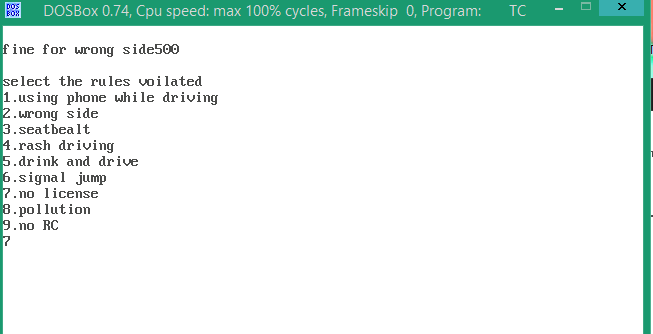 DOS BOX DOSBox 0.74, Cpu speed: max 100% cycles, Frameskip 0, Program: TC
fine for wrong side500
select the rules voilated
1.using phone while driving
2.wrong side
3.seatbealt
4.rash driving
5.drink and drive
6.signal jump
7.no license
8.pollution
9.no RC
7